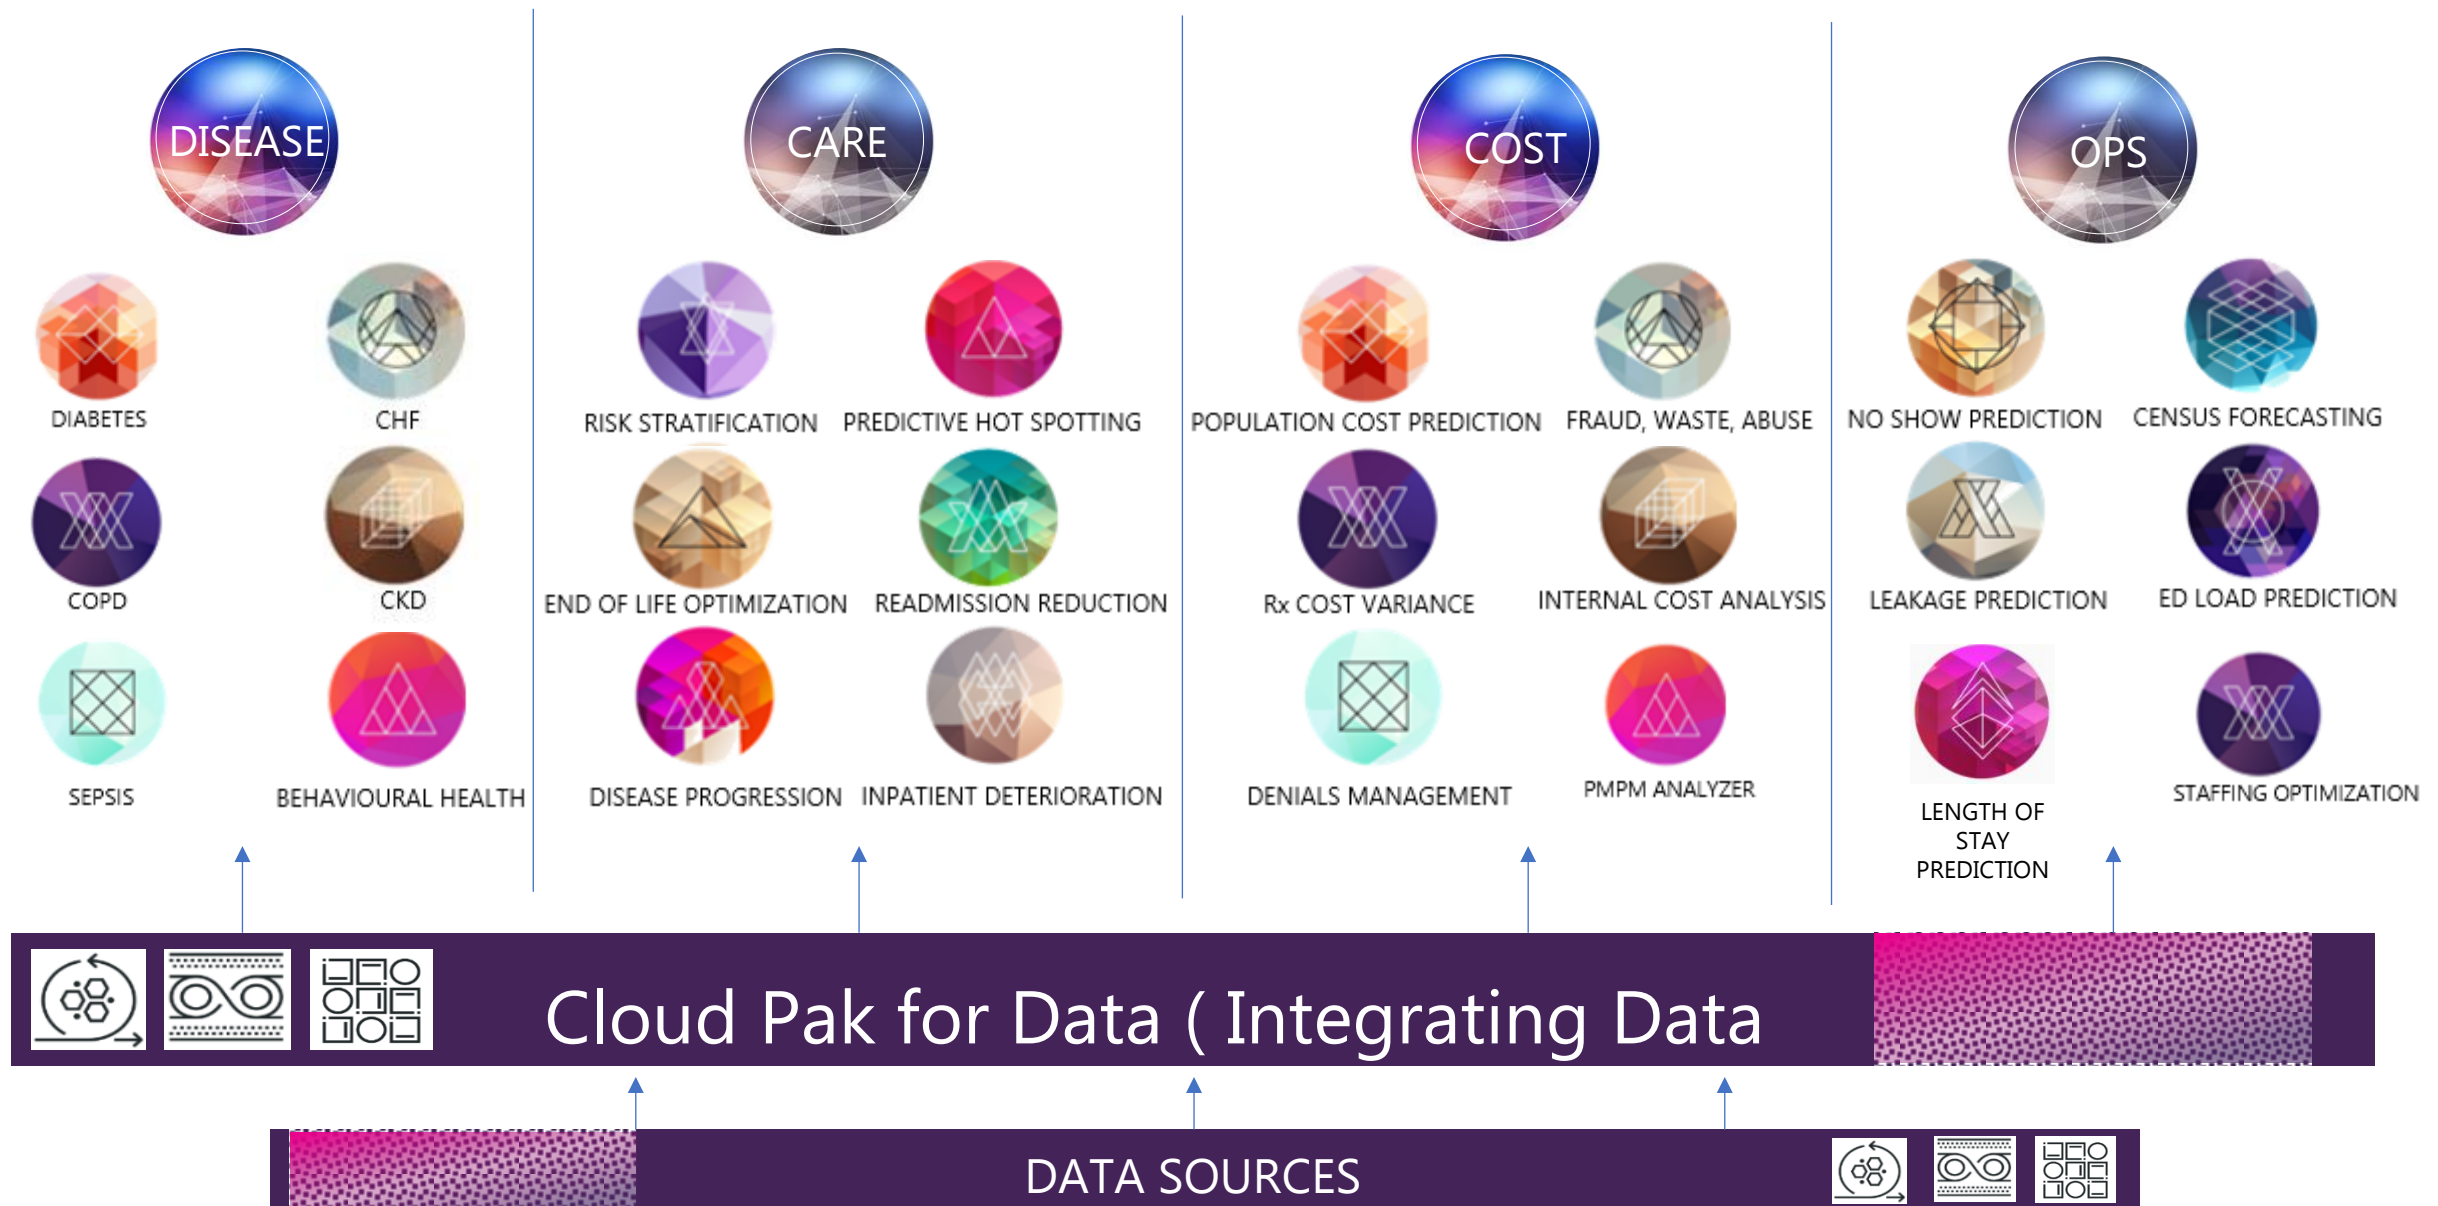 DISEASE
CARE
COST
OPS
DIABETES
CHF
RISK STRATIFICATION
PREDICTIVE HOT SPOTTING
POPULATION COST PREDICTION
FRAUD, WASTE, ABUSE
NO SHOW PREDICTION
CENSUS FORECASTING
COPD
CKD
END OF LIFE OPTIMIZATION
READMISSION REDUCTION
Rx COST VARIANCE
INTERNAL COST ANALYSIS
LEAKAGE PREDICTION
ED LOAD PREDICTION
SEPSIS
BEHAVIOURAL HEALTH
DISEASE PROGRESSION
INPATIENT DETERIORATION
DENIALS MANAGEMENT
PMPM ANALYZER
LENGTH OF
STAY
PREDICTION
STAFFING OPTIMIZATION
Cloud Pak for Data ( Integrating Data
DATA SOURCES